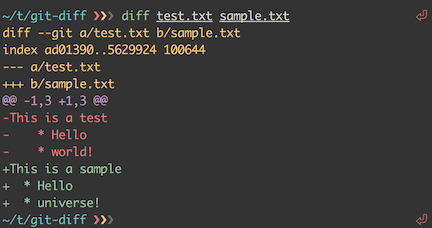 ~/t/git-diff ❯❯❯ diff test.txt sample.txt ⏎
diff --git a/test.txt b/sample.txt
index ad01390..5629924 100644
--- a/test.txt
+++ b/sample.txt
@@ -1,3 +1,3 @@
-This is a test
-    * Hello
-    * world!
+This is a sample
+  * Hello
+  * universe!
~/t/git-diff ❯❯❯ ⏎